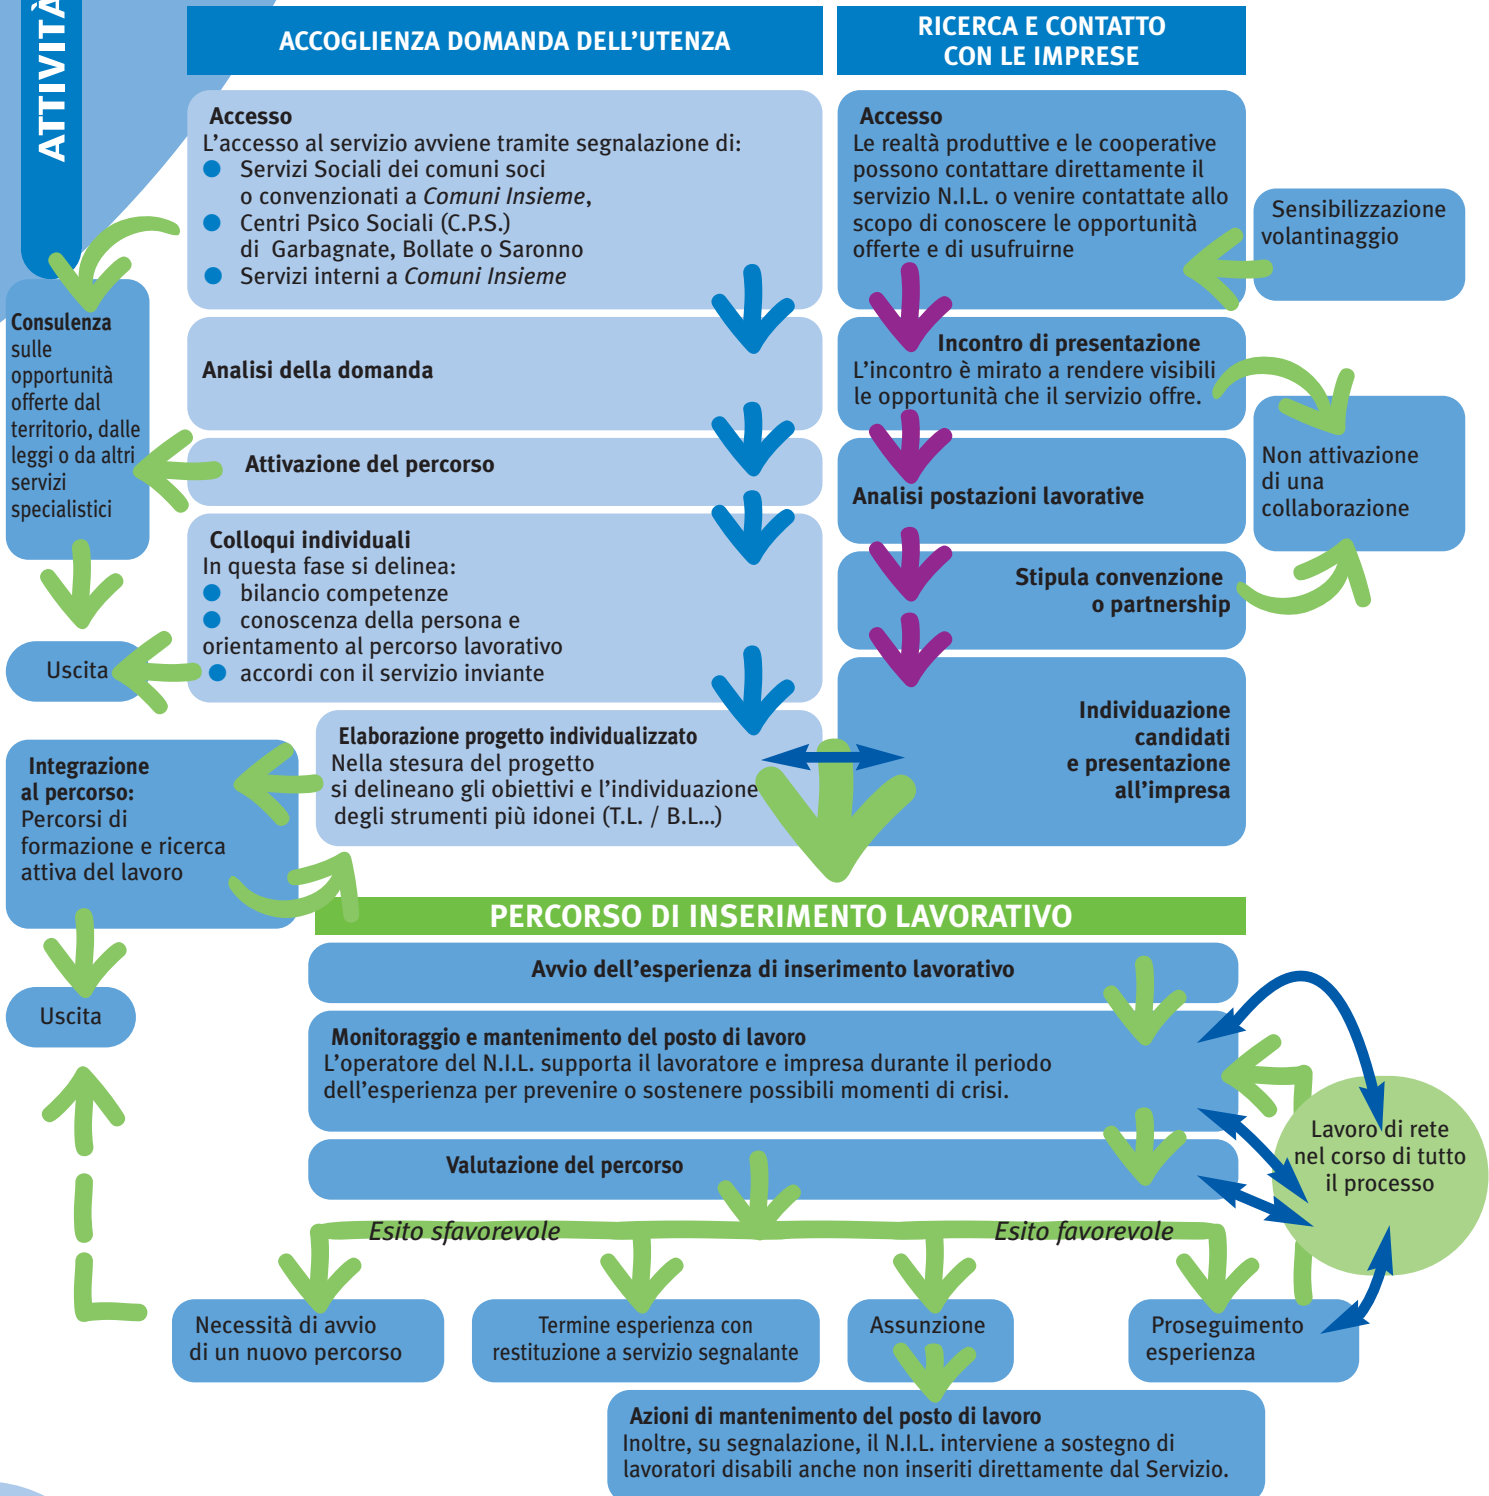 ATTIVITÀ
ACCOGLIENZA DOMANDA DELL'UTENZA
Accesso
L'accesso al servizio avviene tramite segnalazione di:
● Servizi Sociali dei comuni soci
o convenzionati a Comuni Insieme,
● Centri Psico Sociali (C.P.S.)
di Garbagnate, Bollate o Saronno
● Servizi interni a Comuni Insieme
Analisi della domanda
Attivazione del percorso
Colloqui individuali
In questa fase si delinea:
● bilancio competenze
● conoscenza della persona e
orientamento al percorso lavorativo
● accordi con il servizio inviante
Elaborazione progetto individualizzato
Nella stesura del progetto
si delineano gli obiettivi e l'individuazione
degli strumenti più idonei (T.L. / B.L...)
Consulenza
sulle
opportunità
offerte dal
territorio, dalle
leggi o da altri
servizi
specialistici
Uscita
Integrazione
al percorso:
Percorsi di
formazione e ricerca
attiva del lavoro
Uscita
RICERCA E CONTATTO
CON LE IMPRESE
Accesso
Le realtà produttive e le cooperative
possono contattare direttamente il
servizio N.I.L. o venire contattate allo
scopo di conoscere le opportunità
offerte e di usufruirne
Sensibilizzazione
volantinaggio
Incontro di presentazione
L'incontro è mirato a rendere visibili
le opportunità che il servizio offre.
Non attivazione
di una
collaborazione
Analisi postazioni lavorative
Stipula convenzione
o partnership
Individuazione
candidati
e presentazione
all'impresa
PERCORSO DI INSERIMENTO LAVORATIVO
Avvio dell'esperienza di inserimento lavorativo
Monitoraggio e mantenimento del posto di lavoro
L'operatore del N.I.L. supporta il lavoratore e impresa durante il periodo
dell'esperienza per prevenire o sostenere possibili momenti di crisi.
Valutazione del percorso
Lavoro di rete
nel corso di tutto
il processo
Esito sfavorevole
Esito favorevole
Necessità di avvio
di un nuovo percorso
Termine esperienza con
restituzione a servizio segnalante
Assunzione
Proseguimento
esperienza
Azioni di mantenimento del posto di lavoro
Inoltre, su segnalazione, il N.I.L. interviene a sostegno di
lavoratori disabili anche non inseriti direttamente dal Servizio.